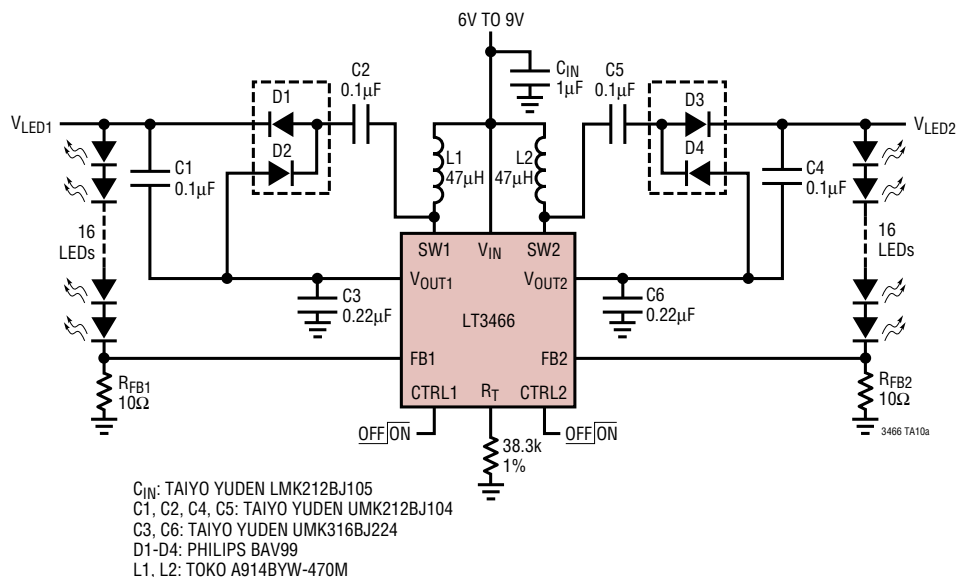 6V TO 9V
CIN
1µF
C2
0.1µF
C5
0.1µF
D1
D2
D3
D4
VLED1
VLED2
C1
0.1µF
L1
47µH
L2
47µH
C4
0.1µF
16
LEDs
16
LEDs
SW1
VIN
SW2
VOUT1
VOUT2
C3
0.22µF
C6
0.22µF
LT3466
FB1
FB2
RFB1
10Ω
CTRL1
RT
CTRL2
RFB2
10Ω
OFF ON
OFF ON
38.3k
1%
3466 TA10a
CIN: TAIYO YUDEN LMK212BJ105
C1, C2, C4, C5: TAIYO YUDEN UMK212BJ104
C3, C6: TAIYO YUDEN UMK316BJ224
D1-D4: PHILIPS BAV99
L1, L2: TOKO A914BYW-470M